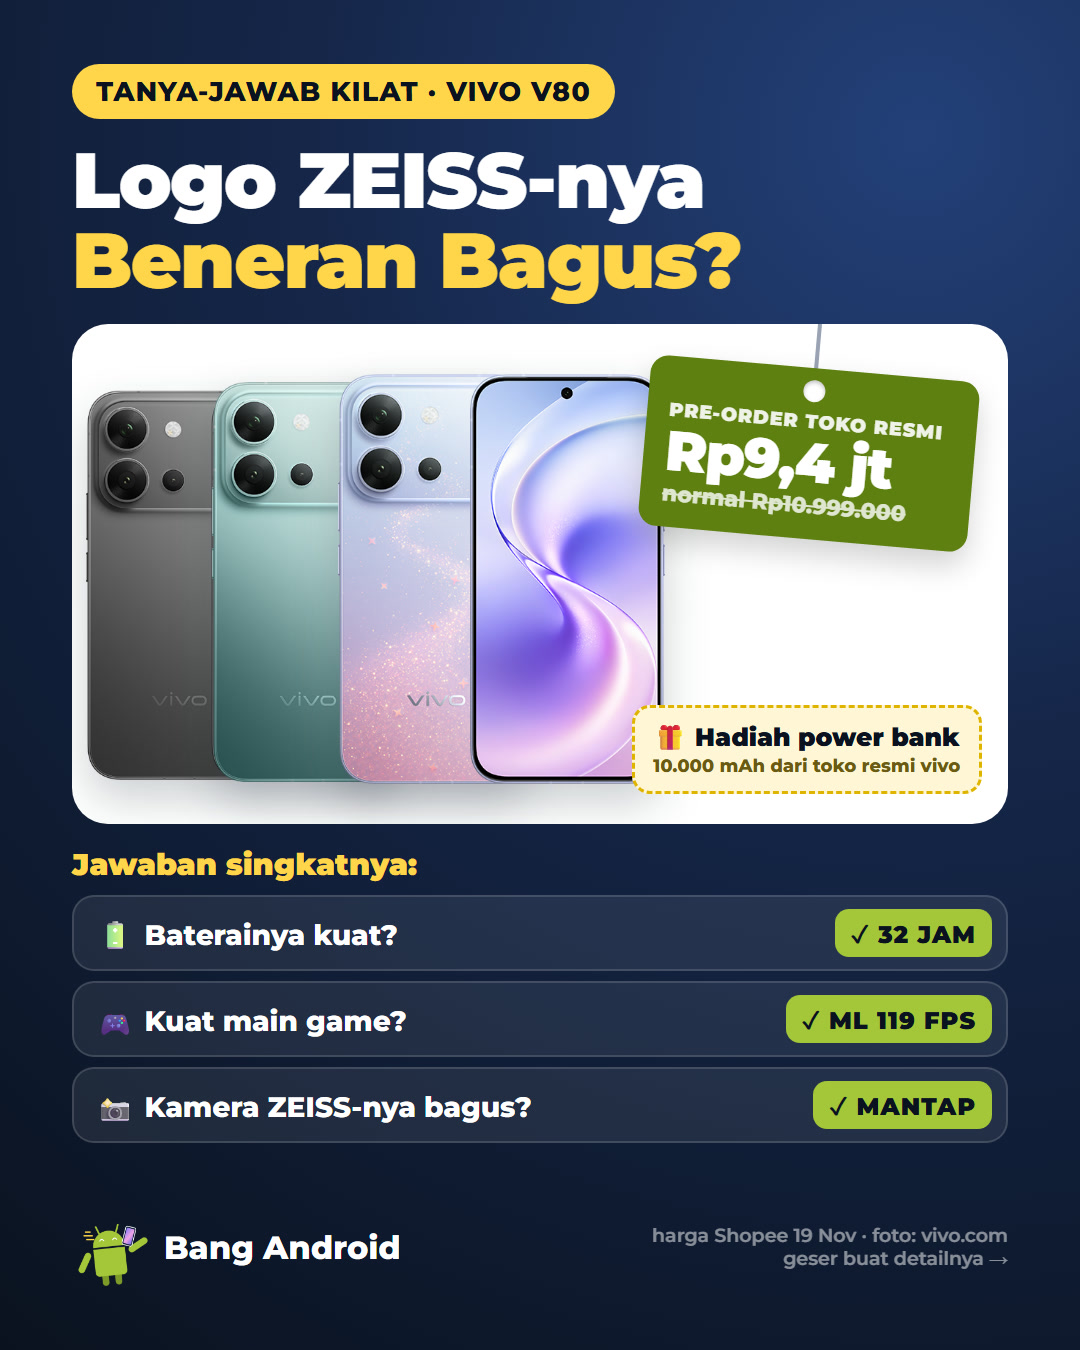 TANYA-JAWAB KILAT · VIVO V80
Logo ZEISS-nya
Beneran Bagus?
PRE-ORDER TOKO RESMI
Rp9,4 jt
normal Rp10.999.000
vivo
vivo
vivo
Hadiah power bank
10.000 mAh dari toko resmi vivo
Jawaban singkatnya:
Baterainya kuat?
✓ 32 JAM
Kuat main game?
✓ ML 119 FPS
Kamera ZEISS-nya bagus?
✓ MANTAP
Bang Android
harga Shopee 19 Nov · foto: vivo.com
geser buat detailnya →